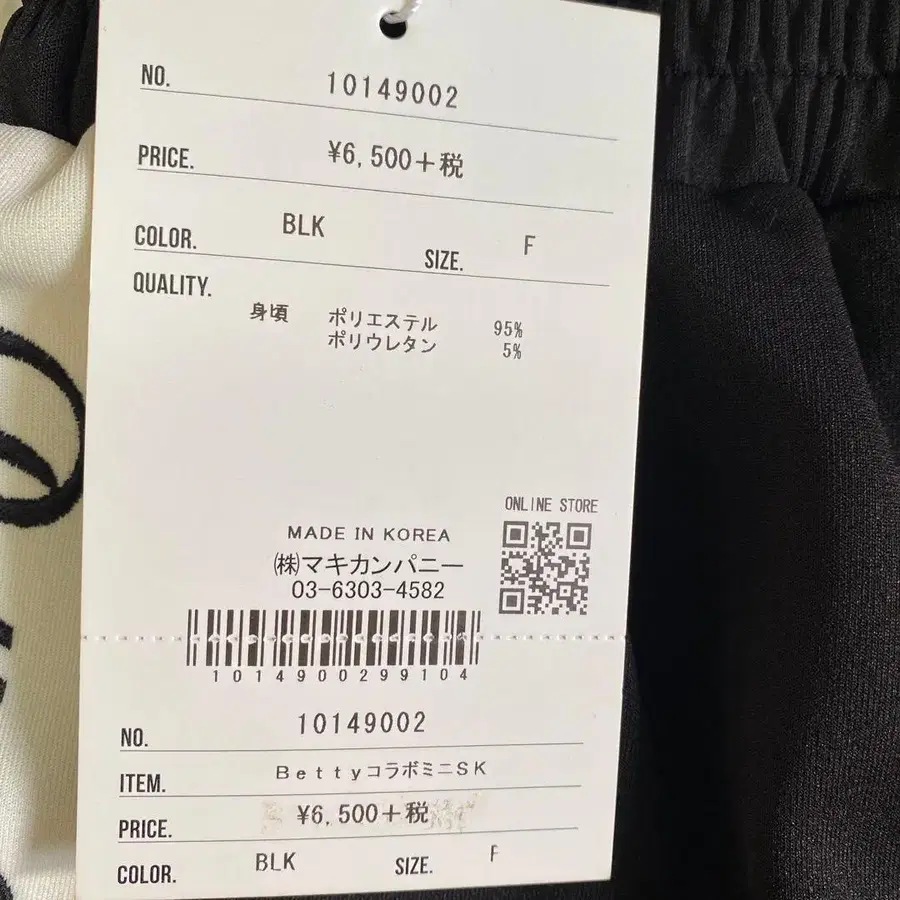 NO. 10149002
PRICE. ¥6,500+税
COLOR. BLK SIZE. F
QUALITY.
身頃 ポリエステル 95%
ポリウレタン 5%
ONLINE STORE
MADE IN KOREA
㈱マキカンパニー
03-6303-4582
1014900299104
NO. 10149002
ITEM. BettyコラボミニSK
PRICE. ¥6,500+税
COLOR. BLK SIZE. F